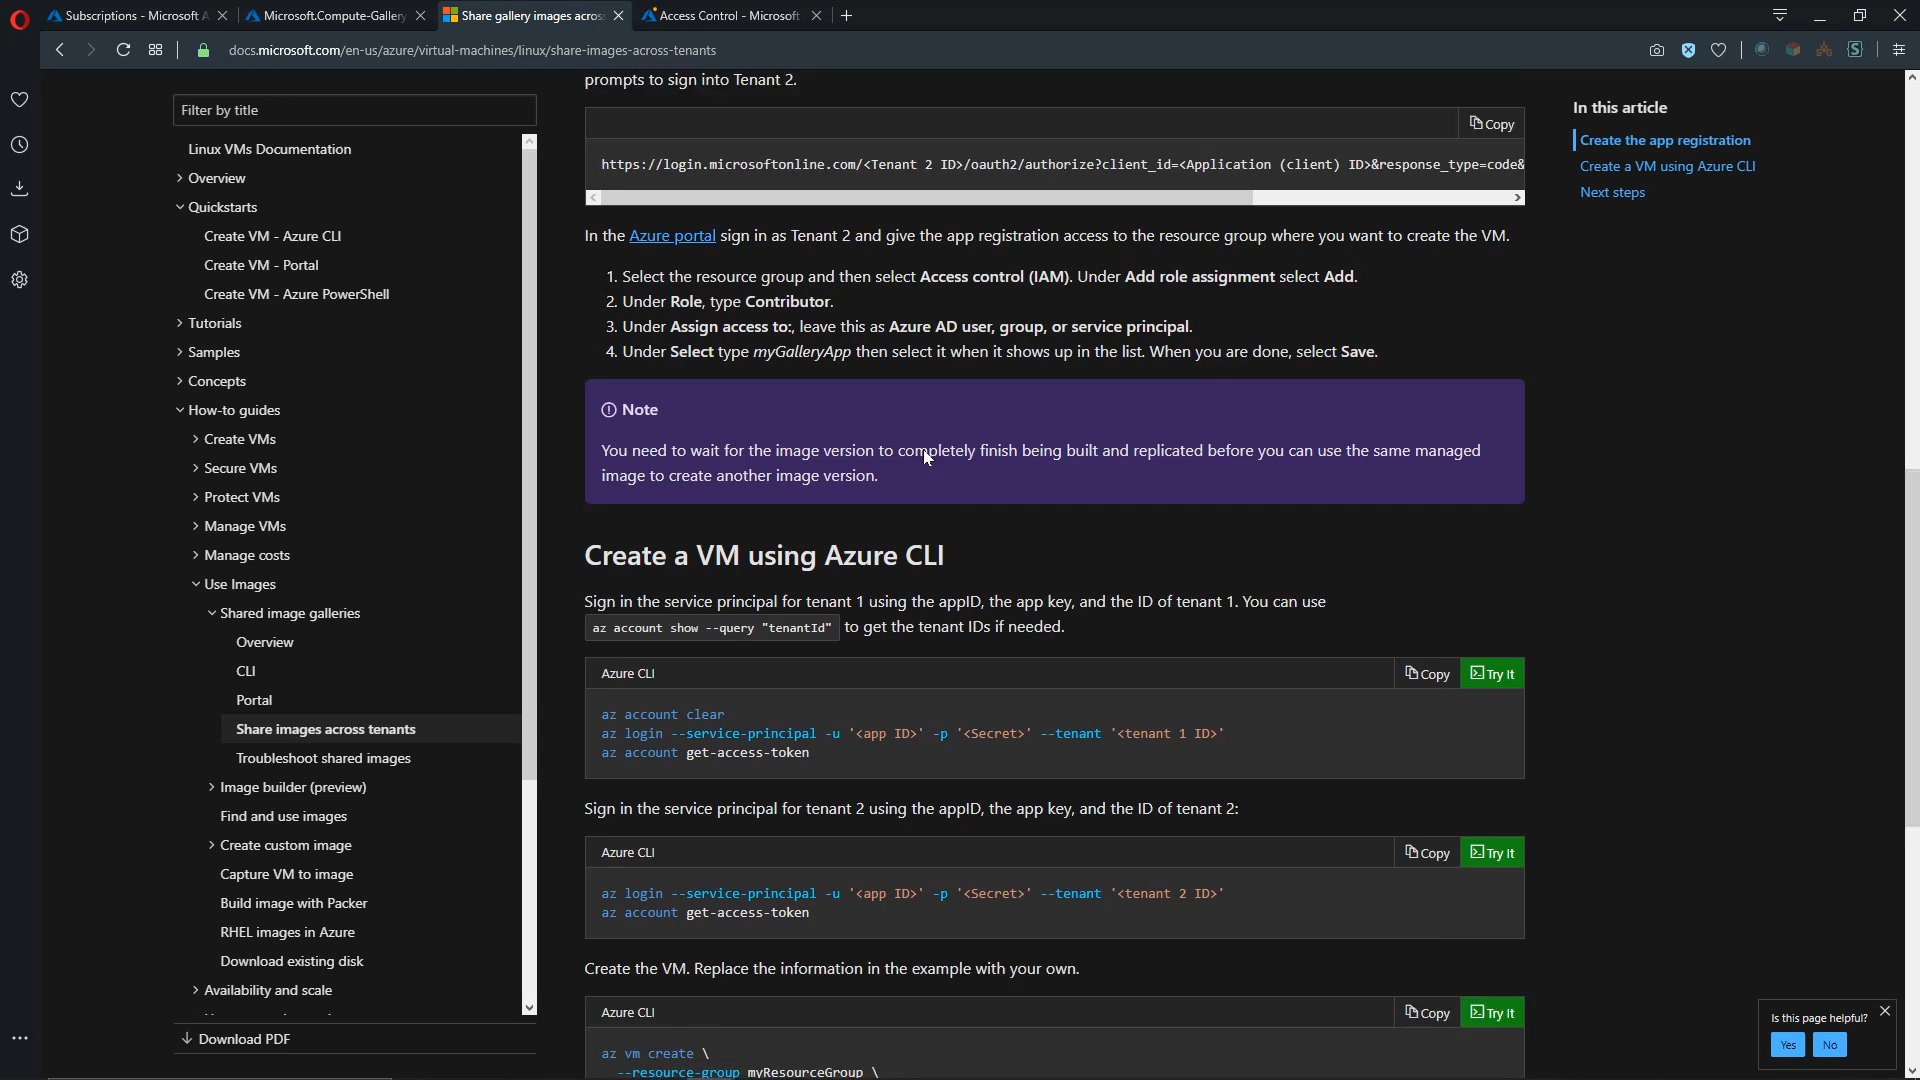 Subscriptions - Microsoft A
Microsoft.Compute-Gallery
Share gallery images acros
Access Control - Microsoft
docs.microsoft.com/en-us/azure/virtual-machines/linux/share-images-across-tenants
Filter by title
Linux VMs Documentation
Overview
Quickstarts
Create VM - Azure CLI
Create VM - Portal
Create VM - Azure PowerShell
Tutorials
Samples
Concepts
How-to guides
Create VMs
Secure VMs
Protect VMs
Manage VMs
Manage costs
Use Images
Shared image galleries
Overview
CLI
Portal
Share images across tenants
Troubleshoot shared images
Image builder (preview)
Find and use images
Create custom image
Capture VM to image
Build image with Packer
RHEL images in Azure
Download existing disk
Availability and scale
Download PDF
prompts to sign into Tenant 2.
Copy
https://login.microsoftonline.com/<Tenant 2 ID>/oauth2/authorize?client_id=<Application (client) ID>&response_type=code&
In the Azure portal sign in as Tenant 2 and give the app registration access to the resource group where you want to create the VM.
1. Select the resource group and then select Access control (IAM). Under Add role assignment select Add.
2. Under Role, type Contributor.
3. Under Assign access to:, leave this as Azure AD user, group, or service principal.
4. Under Select type myGalleryApp then select it when it shows up in the list. When you are done, select Save.
Note
You need to wait for the image version to completely finish being built and replicated before you can use the same managed
image to create another image version.
Create a VM using Azure CLI
Sign in the service principal for tenant 1 using the appID, the app key, and the ID of tenant 1. You can use
az account show --query "tenantId" to get the tenant IDs if needed.
Azure CLI
Copy
Try It
az account clear
az login --service-principal -u '<app ID>' -p '<Secret>' --tenant '<tenant 1 ID>'
az account get-access-token
Sign in the service principal for tenant 2 using the appID, the app key, and the ID of tenant 2:
Azure CLI
Copy
Try It
az login --service-principal -u '<app ID>' -p '<Secret>' --tenant '<tenant 2 ID>'
az account get-access-token
Create the VM. Replace the information in the example with your own.
Azure CLI
Copy
Try It
az vm create \
--resource-group myResourceGroup \
In this article
Create the app registration
Create a VM using Azure CLI
Next steps
Is this page helpful?
Yes
No